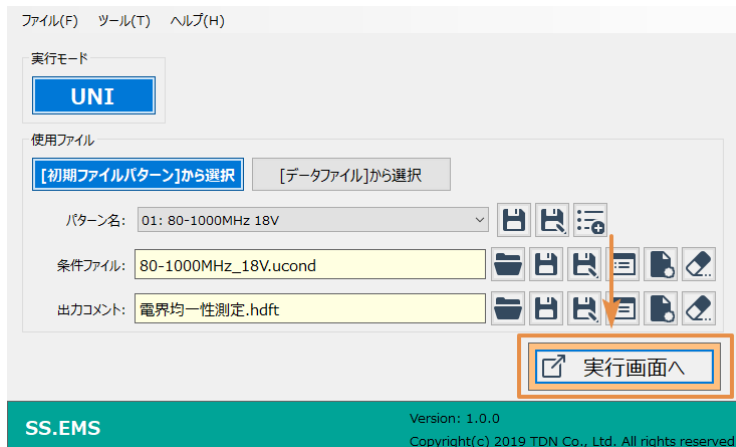 ファイル(F) ツール(T) ヘルプ(H)
実行モード
UNI
使用ファイル
[初期ファイルパターン]から選択 [データファイル]から選択
パターン名: 01: 80-1000MHz 18V
条件ファイル: 80-1000MHz_18V.ucond
出力コメント: 電界均一性測定.hdft
実行画面へ
SS.EMS
Version: 1.0.0
Copyright(c) 2019 TDN Co., Ltd. All rights reserved